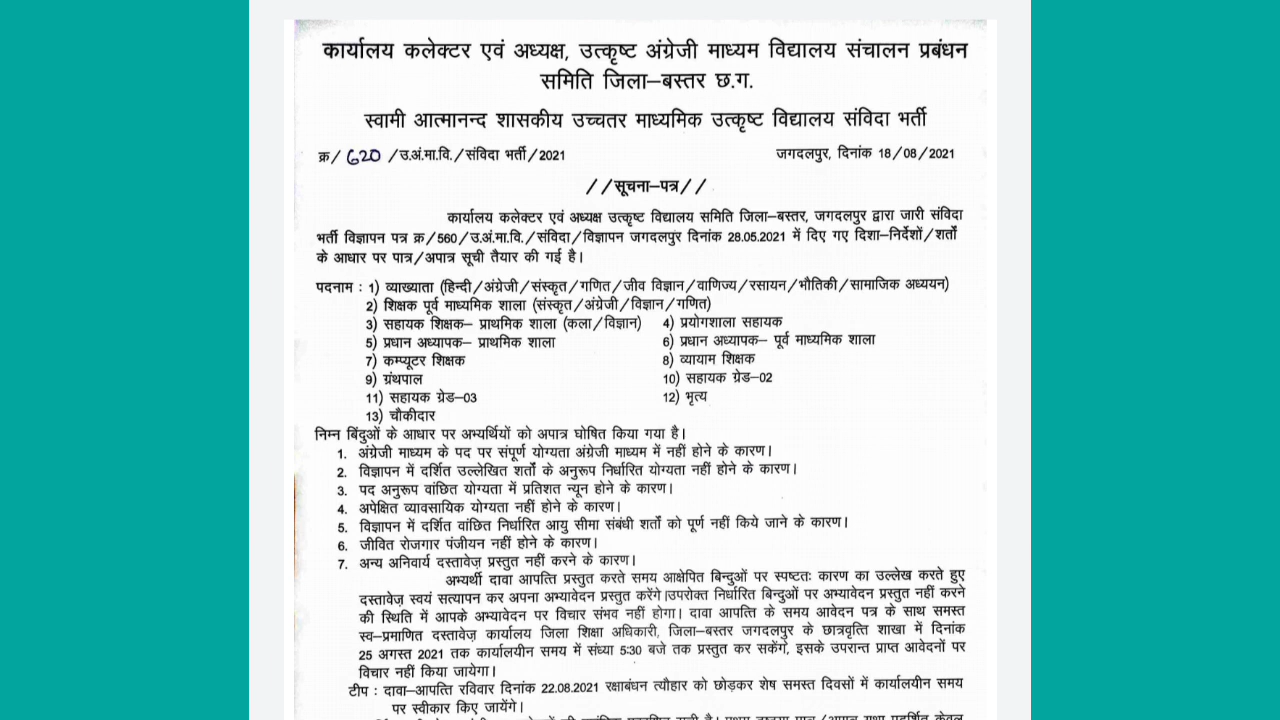 कार्यालय कलेक्टर एवं अध्यक्ष, उत्कृष्ट अंग्रेजी माध्यम विद्यालय संचालन प्रबंधन
समिति जिला–बस्तर छ.ग.
स्वामी आत्मानन्द शासकीय उच्चतर माध्यमिक उत्कृष्ट विद्यालय संविदा भर्ती
क्र/ 620 /उ.अं.मा.वि./संविदा भर्ती/2021 जगदलपुर, दिनांक 18/08/2021
//सूचना–पत्र//
कार्यालय कलेक्टर एवं अध्यक्ष उत्कृष्ट विद्यालय समिति जिला–बस्तर, जगदलपुर द्वारा जारी संविदा
भर्ती विज्ञापन पत्र क्र/560/उ.अं.मा.वि./संविदा/विज्ञापन जगदलपुर दिनांक 28.05.2021 में दिए गए दिशा–निर्देशों/शर्तों
के आधार पर पात्र/अपात्र सूची तैयार की गई है।
पदनाम : 1) व्याख्याता (हिन्दी/अंग्रेजी/संस्कृत/गणित/जीव विज्ञान/वाणिज्य/रसायन/भौतिकी/सामाजिक अध्ययन)
2) शिक्षक पूर्व माध्यमिक शाला (संस्कृत/अंग्रेजी/विज्ञान/गणित)
3) सहायक शिक्षक– प्राथमिक शाला (कला/विज्ञान) 4) प्रयोगशाला सहायक
5) प्रधान अध्यापक– प्राथमिक शाला 6) प्रधान अध्यापक– पूर्व माध्यमिक शाला
7) कम्प्यूटर शिक्षक 8) व्यायाम शिक्षक
9) ग्रंथपाल 10) सहायक ग्रेड–02
11) सहायक ग्रेड–03 12) भृत्य
13) चौकीदार
निम्न बिंदुओं के आधार पर अभ्यर्थियों को अपात्र घोषित किया गया है।
1. अंग्रेजी माध्यम के पद पर संपूर्ण योग्यता अंग्रेजी माध्यम में नहीं होने के कारण।
2. विज्ञापन में दर्शित उल्लेखित शर्तों के अनुरूप निर्धारित योग्यता नहीं होने के कारण।
3. पद अनुरूप वांछित योग्यता में प्रतिशत न्यून होने के कारण।
4. अपेक्षित व्यावसायिक योग्यता नहीं होने के कारण।
5. विज्ञापन में दर्शित वांछित निर्धारित आयु सीमा संबंधी शर्तों को पूर्ण नहीं किये जाने के कारण।
6. जीवित रोजगार पंजीयन नहीं होने के कारण।
7. अन्य अनिवार्य दस्तावेज़ प्रस्तुत नहीं करने के कारण।
अभ्यर्थी दावा आपत्ति प्रस्तुत करते समय आक्षेपित बिन्दुओं पर स्पष्टतः कारण का उल्लेख करते हुए
दस्तावेज़ स्वयं सत्यापन कर अपना अभ्यावेदन प्रस्तुत करेंगे।उपरोक्त निर्धारित बिन्दुओं पर अभ्यावेदन प्रस्तुत नहीं करने
की स्थिति में आपके अभ्यावेदन पर विचार संभव नहीं होगा। दावा आपत्ति के समय आवेदन पत्र के साथ समस्त
स्व–प्रमाणित दस्तावेज़ कार्यालय जिला शिक्षा अधिकारी, जिला–बस्तर जगदलपुर के छात्रवृत्ति शाखा में दिनांक
25 अगस्त 2021 तक कार्यालयीन समय में संध्या 5:30 बजे तक प्रस्तुत कर सकेंगे, इसके उपरान्त प्राप्त आवेदनों पर
विचार नहीं किया जायेगा।
टीप : दावा–आपत्ति रविवार दिनांक 22.08.2021 रक्षाबंधन त्यौहार को छोड़कर शेष समस्त दिवसों में कार्यालयीन समय
पर स्वीकार किए जायेंगे।